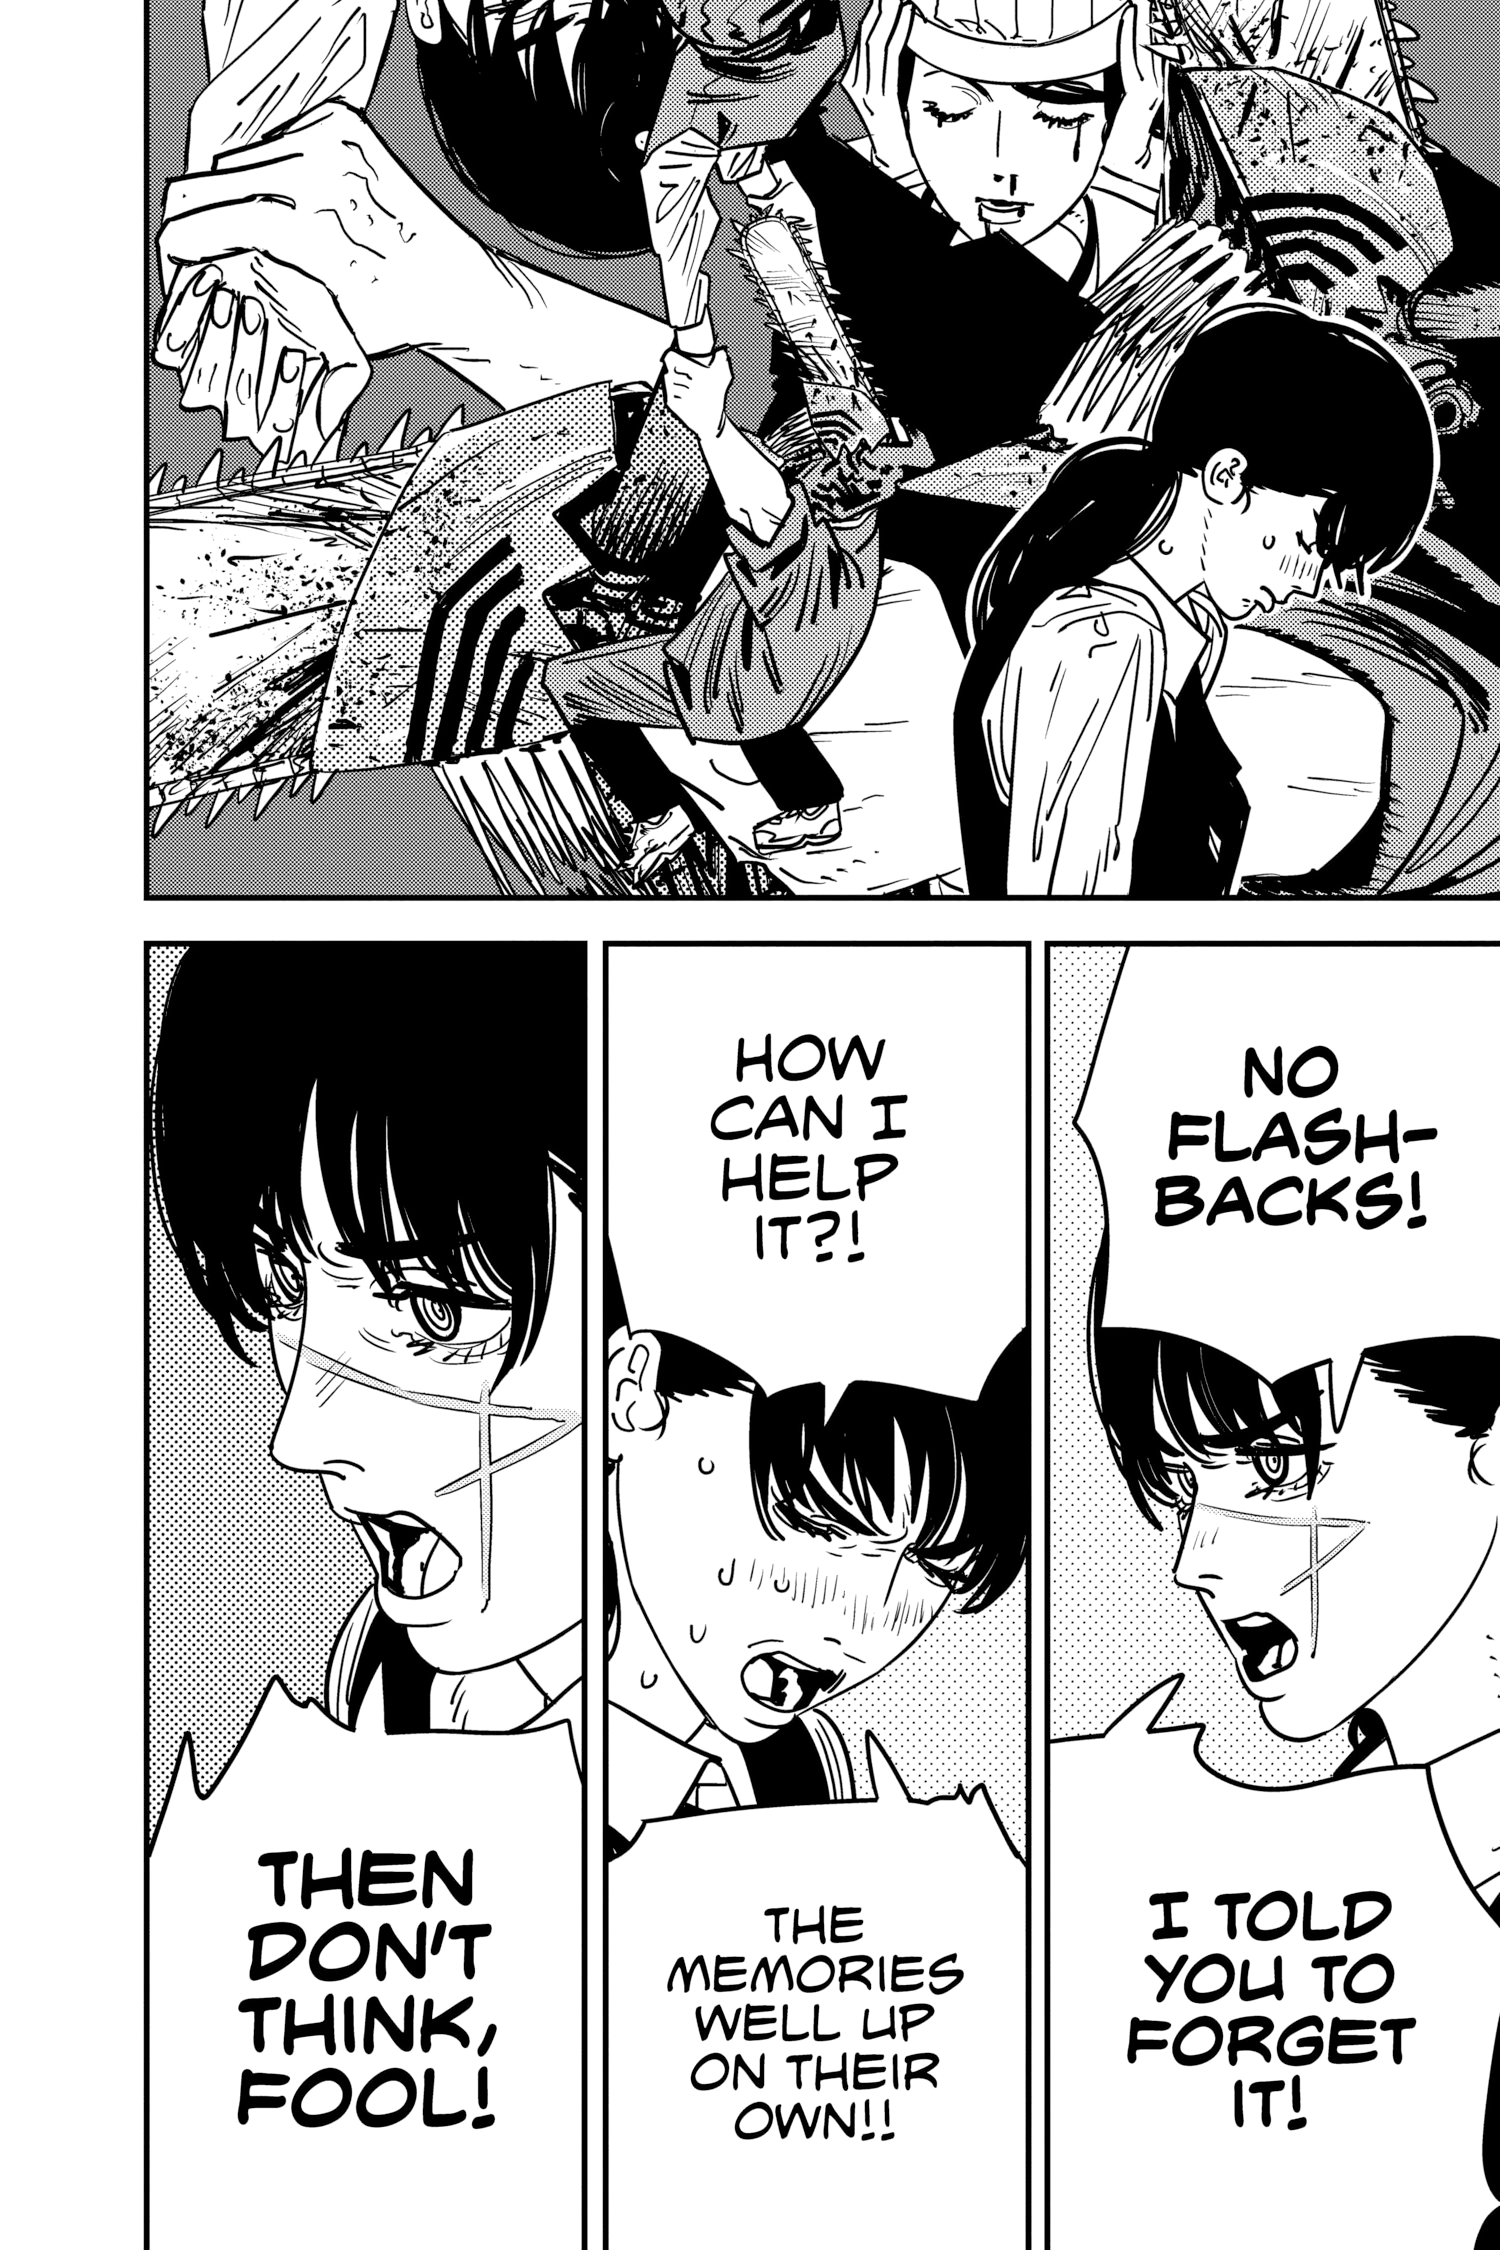 NO
FLASH-
BACKS!
I TOLD
YOU TO
FORGET
IT!
HOW
CAN I
HELP
IT?!
THE
MEMORIES
WELL UP
ON THEIR
OWN!!
THEN
DON'T
THINK,
FOOL!